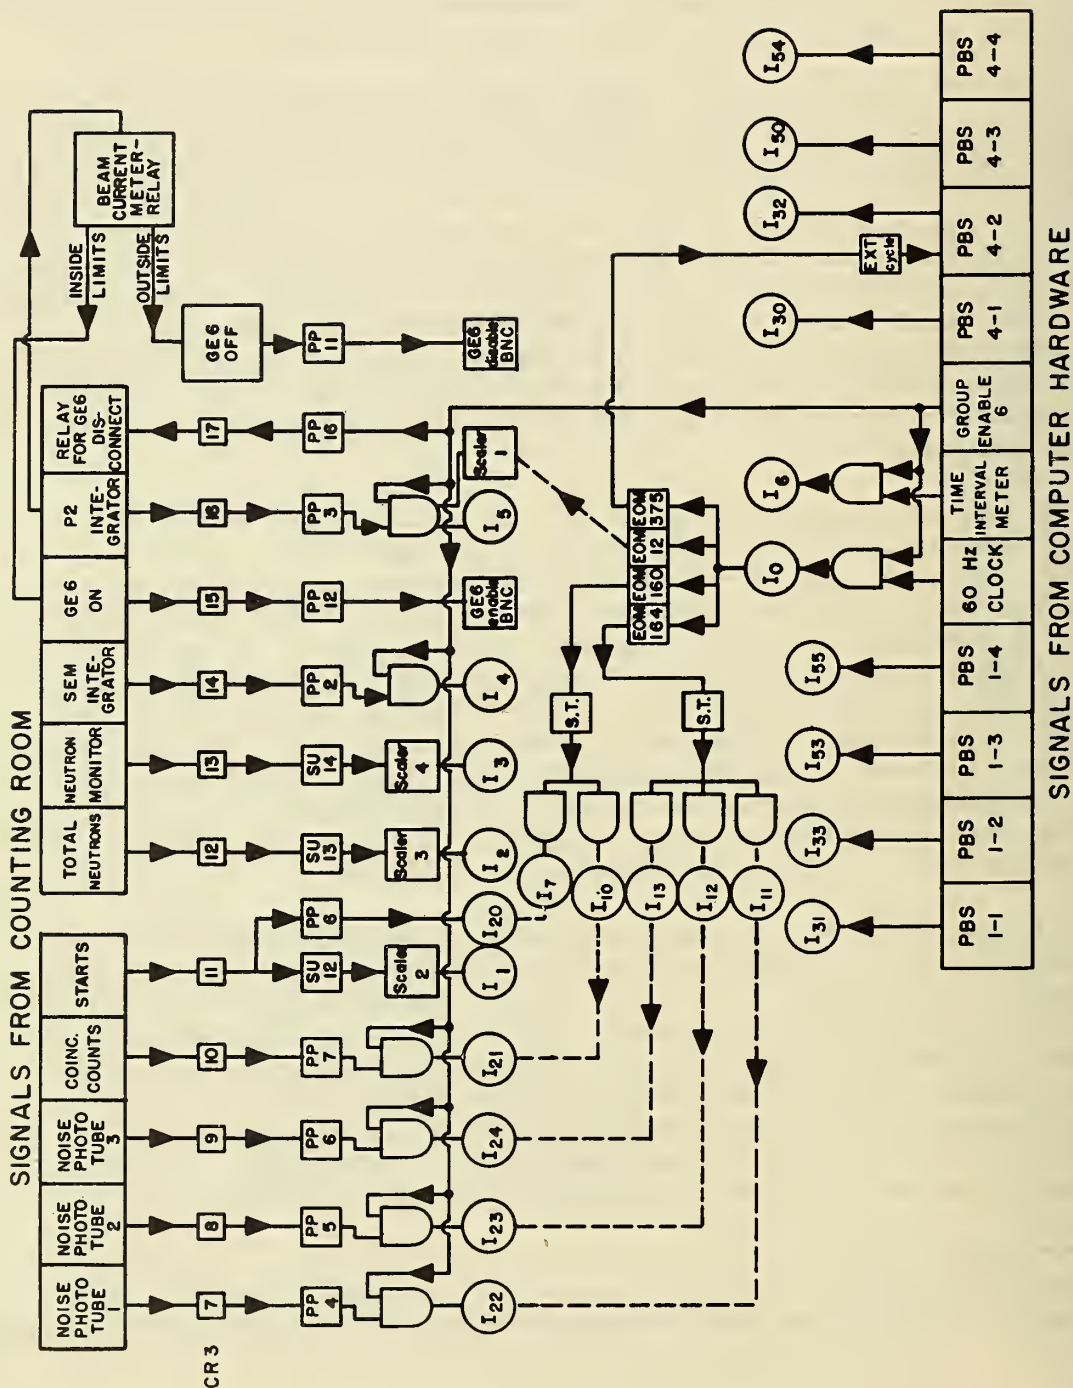 SIGNALS FROM COUNTING ROOM
NOISE
PHOTO
TUBE
1
NOISE
PHOTO
TUBE
2
NOISE
PHOTO
TUBE
3
COINC.
COUNTS
STARTS
TOTAL
NEUTRONS
NEUTRON
MONITOR
SEM
INTE-
GRATOR
GE6
ON
P2
INTE-
GRATOR
RELAY
FOR GE6
DIS-
CONNECT
BEAM
CURRENT
METER-
RELAY
INSIDE
LIMITS
OUTSIDE
LIMITS
GE6
OFF
PP
11
GE6
disable
BNC
CR3
7
8
9
10
11
12
13
14
15
16
17
PP
4
PP
5
PP
6
PP
7
SU
12
PP
6
SU
13
SU
14
PP
2
PP
12
PP
3
PP
16
Scaler
2
Scaler
3
Scaler
4
GE6
enable
BNC
Scaler
1
I22
I23
I24
I21
I1
I20
I2
I3
I4
I5
I7
I10
I13
I12
I11
S.T.
S.T.
EOM
164
EOM
160
EOM
12
EOM
375
I0
I6
EXT
cycle
I31
I33
I53
I55
I30
I32
I50
I54
PBS
1-1
PBS
1-2
PBS
1-3
PBS
1-4
60 Hz
CLOCK
TIME
INTERVAL
METER
GROUP
ENABLE
6
PBS
4-1
PBS
4-2
PBS
4-3
PBS
4-4
SIGNALS FROM COMPUTER HARDWARE